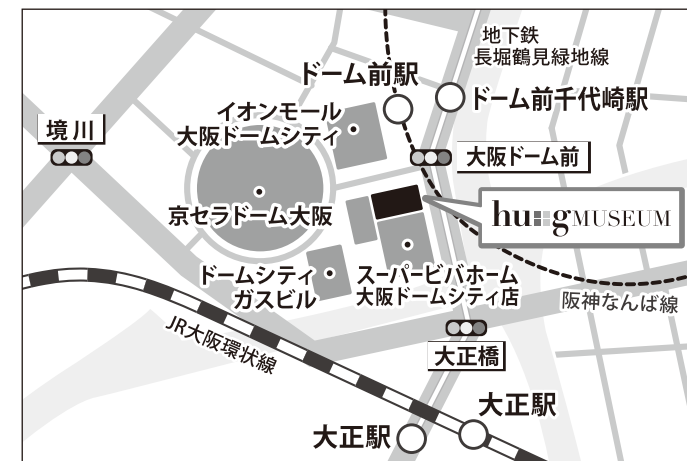 地下鉄
長堀鶴見緑地線
ドーム前駅
ドーム前千代崎駅
イオンモール
大阪ドームシティ
境川
大阪ドーム前
京セラドーム大阪
hu+gMUSEUM
ドームシティ
ガスビル
スーパービバホーム
大阪ドームシティ店
阪神なんば線
JR大阪環状線
大正橋
大正駅
大正駅